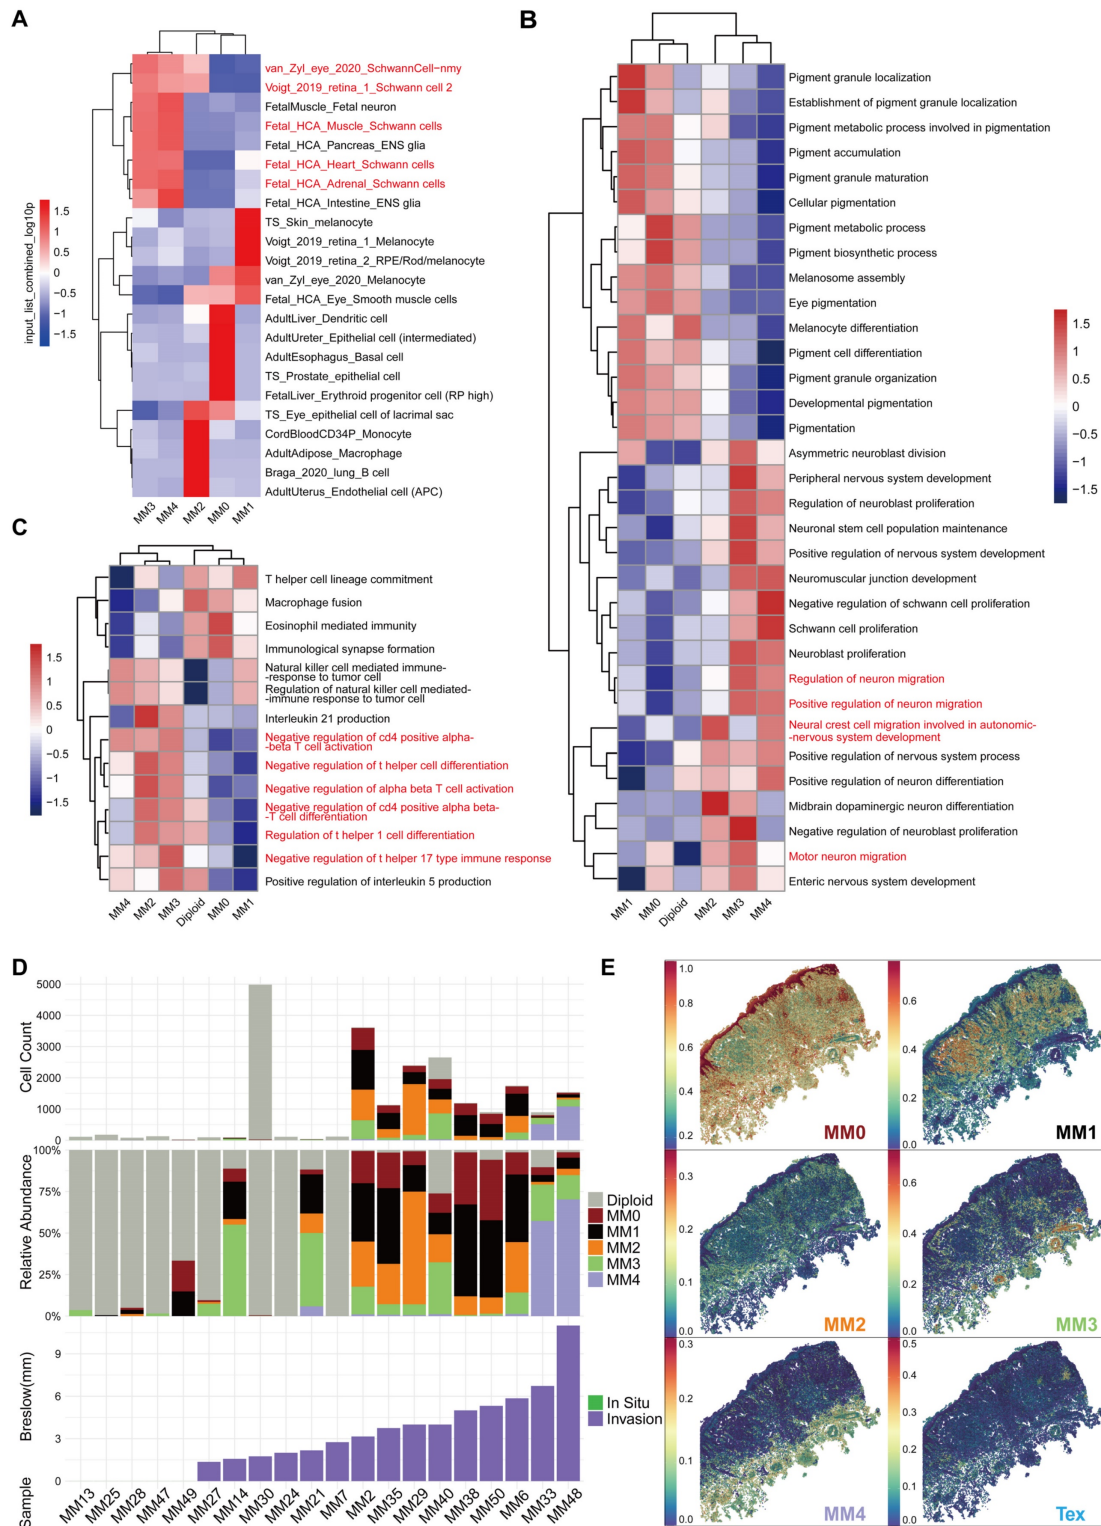 A
van_Zyl_eye_2020_SchwannCell−nmy
Voigt_2019_retina_1_Schwann cell 2
FetalMuscle_Fetal neuron
Fetal_HCA_Muscle_Schwann cells
Fetal_HCA_Pancreas_ENS glia
Fetal_HCA_Heart_Schwann cells
Fetal_HCA_Adrenal_Schwann cells
Fetal_HCA_Intestine_ENS glia
TS_Skin_melanocyte
Voigt_2019_retina_1_Melanocyte
Voigt_2019_retina_2_RPE/Rod/melanocyte
van_Zyl_eye_2020_Melanocyte
Fetal_HCA_Eye_Smooth muscle cells
AdultLiver_Dendritic cell
AdultUreter_Epithelial cell (intermediated)
AdultEsophagus_Basal cell
TS_Prostate_epithelial cell
FetalLiver_Erythroid progenitor cell (RP high)
TS_Eye_epithelial cell of lacrimal sac
CordBloodCD34P_Monocyte
AdultAdipose_Macrophage
Braga_2020_lung_B cell
AdultUterus_Endothelial cell (APC)
input_list_combined_log10p
1.5
1
0.5
0
−0.5
−1
−1.5
MM3
MM4
MM2
MM0
MM1
B
Pigment granule localization
Establishment of pigment granule localization
Pigment metabolic process involved in pigmentation
Pigment accumulation
Pigment granule maturation
Cellular pigmentation
Pigment metabolic process
Pigment biosynthetic process
Melanosome assembly
Eye pigmentation
Melanocyte differentiation
Pigment cell differentiation
Pigment granule organization
Developmental pigmentation
Pigmentation
Asymmetric neuroblast division
Peripheral nervous system development
Regulation of neuroblast proliferation
Neuronal stem cell population maintenance
Positive regulation of nervous system development
Neuromuscular junction development
Negative regulation of schwann cell proliferation
Schwann cell proliferation
Neuroblast proliferation
Regulation of neuron migration
Positive regulation of neuron migration
Neural crest cell migration involved in autonomic-
-nervous system development
Positive regulation of nervous system process
Positive regulation of neuron differentiation
Midbrain dopaminergic neuron differentiation
Negative regulation of neuroblast proliferation
Motor neuron migration
Enteric nervous system development
1.5
1
0.5
0
−0.5
−1
−1.5
MM1
MM0
Diploid
MM2
MM3
MM4
C
T helper cell lineage commitment
Macrophage fusion
Eosinophil mediated immunity
Immunological synapse formation
Natural killer cell mediated immune-
-response to tumor cell
Regulation of natural killer cell mediated-
-immune response to tumor cell
Interleukin 21 production
Negative regulation of cd4 positive alpha-
-beta T cell activation
Negative regulation of t helper cell differentiation
Negative regulation of alpha beta T cell activation
Negative regulation of cd4 positive alpha beta-
-T cell differentiation
Regulation of t helper 1 cell differentiation
Negative regulation of t helper 17 type immune response
Positive regulation of interleukin 5 production
1.5
1
0.5
0
−0.5
−1
−1.5
MM4
MM2
MM3
Diploid
MM0
MM1
D
Cell Count
5000
4000
3000
2000
1000
0
Relative Abundance
100%
75%
50%
25%
0%
Diploid
MM0
MM1
MM2
MM3
MM4
Breslow(mm)
9
6
3
0
In Situ
Invasion
Sample
MM13
MM25
MM28
MM47
MM49
MM27
MM14
MM30
MM24
MM21
MM7
MM2
MM35
MM29
MM40
MM38
MM50
MM6
MM33
MM48
E
1.0
0.8
0.6
0.4
0.2
MM0
0.6
0.4
0.2
0.0
MM1
0.3
0.2
0.1
0.0
MM2
0.6
0.4
0.2
0.0
MM3
0.3
0.2
0.1
0.0
MM4
0.5
0.4
0.3
0.2
0.1
0.0
Tex